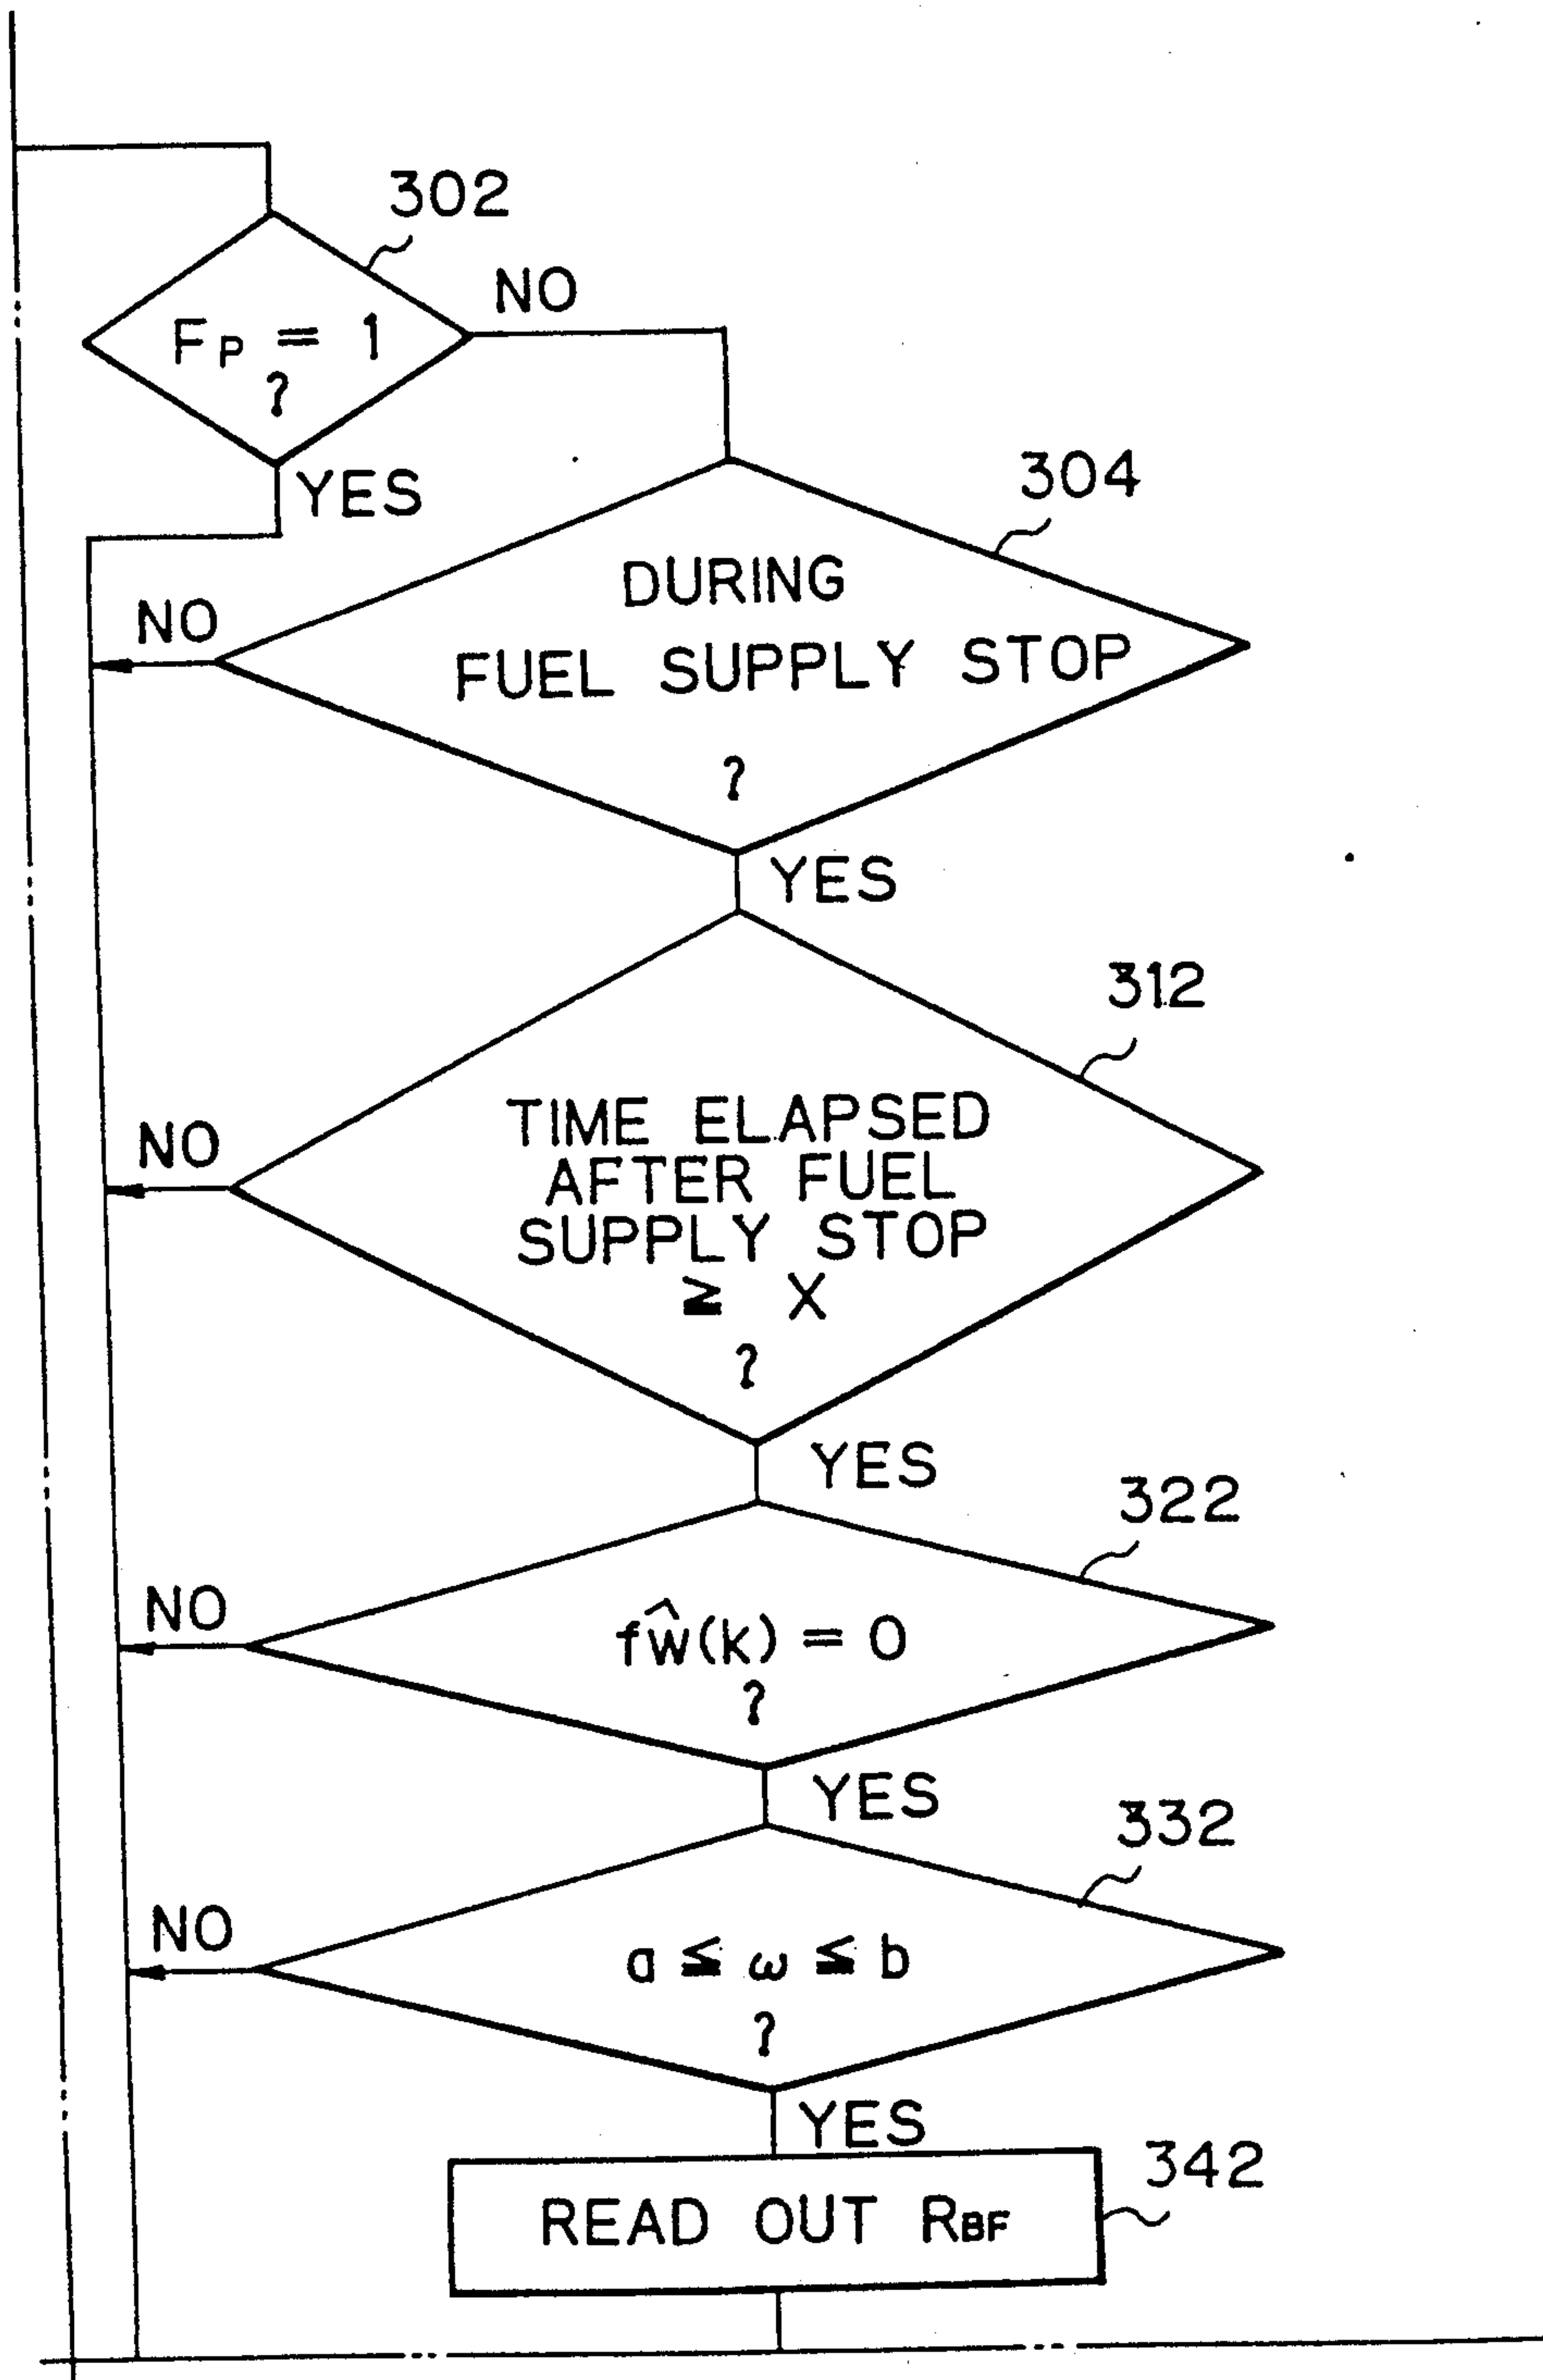 302
NO
FP = 1
?
YES
304
DURING
NO
FUEL SUPPLY STOP
?
YES
312
TIME ELAPSED
NO
AFTER FUEL
SUPPLY STOP
≧ X
?
YES
322
NO
fŵ(k) = 0
?
YES
332
NO
a ≦ ω ≦ b
?
YES
342
READ OUT RBF